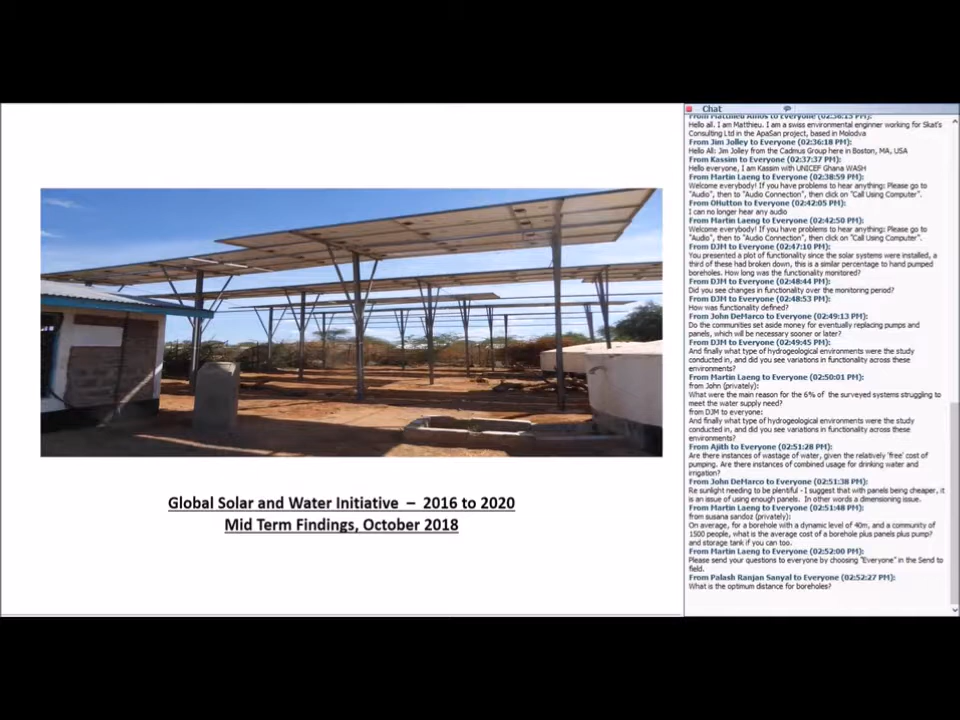 Global Solar and Water Initiative – 2016 to 2020
Mid Term Findings, October 2018
Chat
From Matthieu Amos to Everyone (02:36:15 PM):
Hello all. I am Matthieu. I am a swiss environmental enginner working for Skat's
Consulting Ltd in the ApaSan project, based in Molodva
From Jim Jolley to Everyone (02:36:18 PM):
Hello All: Jim Jolley from the Cadmus Group here in Boston, MA, USA
From Kassim to Everyone (02:37:37 PM):
Hello everyone, I am Kassim with UNICEF Ghana WASH
From Martin Laeng to Everyone (02:38:59 PM):
Welcome everybody! If you have problems to hear anything: Please go to
"Audio", then to "Audio Connection", then dlick on "Call Using Computer".
From OHutton to Everyone (02:42:05 PM):
I can no longer hear any audio
From Martin Laeng to Everyone (02:42:50 PM):
Welcome everybody! If you have problems to hear anything: Please go to
"Audio", then to "Audio Connection", then click on "Call Using Computer".
From DJM to Everyone (02:47:10 PM):
You presented a plot of functionality since the solar systems were installed, a
third of these had broken down, this is a similar percentage to hand pumped
boreholes. How long was the functionality monitored?
From DJM to Everyone (02:48:44 PM):
Did you see changes in functionality over the monitoring period?
From DJM to Everyone (02:48:53 PM):
How was functionality defined?
From John DeMarco to Everyone (02:49:13 PM):
Do the communities set aside money for eventually replacing pumps and
panels, which will be necessary sooner or later?
From DJM to Everyone (02:49:45 PM):
And finally what type of hydrogeological environments were the study
conducted in, and did you see variations in functionality across these
environments?
From Martin Laeng to Everyone (02:50:01 PM):
from John (privately):
What were the main reason for the 6% of the surveyed systems struggling to
meet the water supply need?
from DJM to everyone:
And finally what type of hydrogeological environments were the study
conducted in, and did you see variations in functionality across these
environments?
From Ajith to Everyone (02:51:28 PM):
Are there instances of wastage of water, given the relatively 'free' cost of
pumping. Are there instances of combined usage for drinking water and
irrigation?
From John DeMarco to Everyone (02:51:38 PM):
Re sunlight needing to be plentiful - I suggest that with panels being cheaper, it
is an issue of using enough panels. In other words a dimensioning issue.
From Martin Laeng to Everyone (02:51:48 PM):
from susana sandoz (privately):
On average, for a borehole with a dynamic level of 40m, and a community of
1500 people, what is the average cost of a borehole plus panels plus pump?
and storage tank if you can too.
From Martin Laeng to Everyone (02:52:00 PM):
Please send your questions to everyone by choosing "Everyone" in the Send to
field.
From Palash Ranjan Sanyal to Everyone (02:52:27 PM):
What is the optimum distance for boreholes?